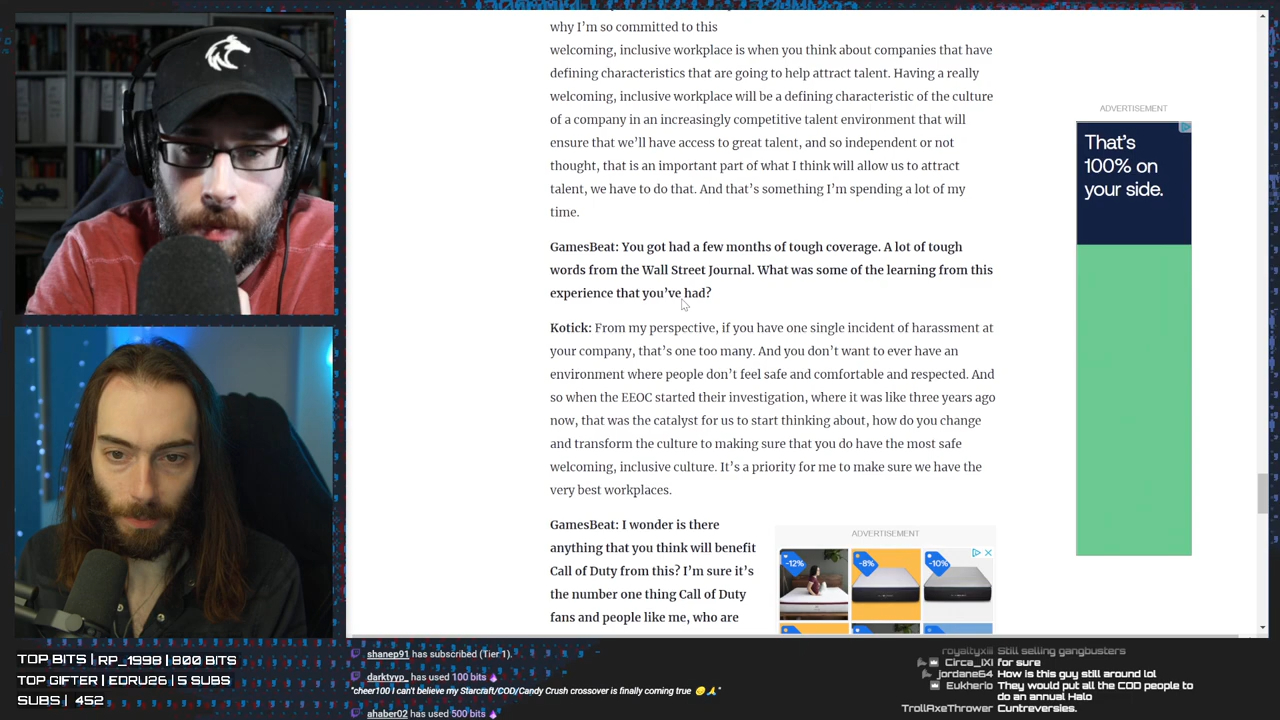 why I'm so committed to this
welcoming, inclusive workplace is when you think about companies that have
defining characteristics that are going to help attract talent. Having a really
welcoming, inclusive workplace will be a defining characteristic of the culture
of a company in an increasingly competitive talent environment that will
ensure that we'll have access to great talent, and so independent or not
thought, that is an important part of what I think will allow us to attract
talent, we have to do that. And that's something I'm spending a lot of my
time.
GamesBeat: You got had a few months of tough coverage. A lot of tough
words from the Wall Street Journal. What was some of the learning from this
experience that you've had?
Kotick: From my perspective, if you have one single incident of harassment at
your company, that's one too many. And you don't want to ever have an
environment where people don't feel safe and comfortable and respected. And
so when the EEOC started their investigation, where it was like three years ago
now, that was the catalyst for us to start thinking about, how do you change
and transform the culture to making sure that you do have the most safe
welcoming, inclusive culture. It's a priority for me to make sure we have the
very best workplaces.
GamesBeat: I wonder is there
anything that you think will benefit
Call of Duty from this? I'm sure it's
the number one thing Call of Duty
fans and people like me, who are
ADVERTISEMENT
-12%
-8%
-10%
ADVERTISEMENT
That's
100% on
your side.
TOP BITS | RP_1998 | 800 BITS
TOP GIFTER | EDRU26 | 5 SUBS
SUBS | 452
shanep91 has subscribed (Tier 1).
darktyyp_ has used 100 bits
"cheer100 I can't believe my Starcraft/COD/Candy Crush crossover is finally coming true 🙏"
ahaber02 has used 500 bits
royaltyxiii Still selling gangbusters
Circa_IXI for sure
jordane64 How is this guy still around lol
Eukherio They would put all the COD people to
do an annual Halo
TrollAxeThrower Cuntreversies.